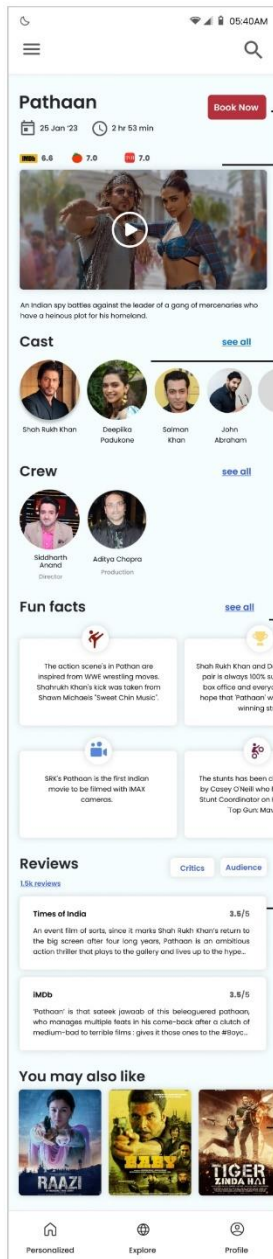 05:40AM
Pathaan
Book Now
25 Jan '23
2 hr 53 min
IMDb 6.6
7.0
7.0
An Indian spy battles against the leader of a gang of mercenaries who
have a heinous plot for his homeland.
Cast
see all
Shah Rukh Khan
Deeplka
Padukone
Salman
Khan
John
Abraham
Crew
see all
Siddharth
Anand
Director
Aditya Chopra
Production
Fun facts
see all
The action scene's in Pathan are
inspired from WWE wrestling moves.
Shahrukh Khan's kick was taken from
Shawn Michaels "Sweet Chin Music".
Shah Rukh Khan and D
pair is always 100% su
box office and everyo
hope that 'Pathaan' w
winning st
SRK's Pathaan is the first Indian
movie to be filmed with IMAX
cameras.
The stunts has been c
by Casey O'Neill who
Stunt Coordinator on
'Top Gun: Mav
Reviews
Critics
Audience
1.5k reviews
Times of India
3.5/5
An event film of sorts, since it marks Shah Rukh Khan's return to
the big screen after four long years, Pathaan is an ambitious
action thriller that plays to the gallery and lives up to the hype...
iMDb
3.5/5
'Pathaan' is that sateek jawaab of this beleaguered pathaan,
who manages multiple feats in his come-back after a clutch of
medium-bad to terrible films : gives it those ones to the #Boyc...
You may also like
RAAZI
BABY
TIGER
ZINDA HAI
Personalized
Explore
Profile